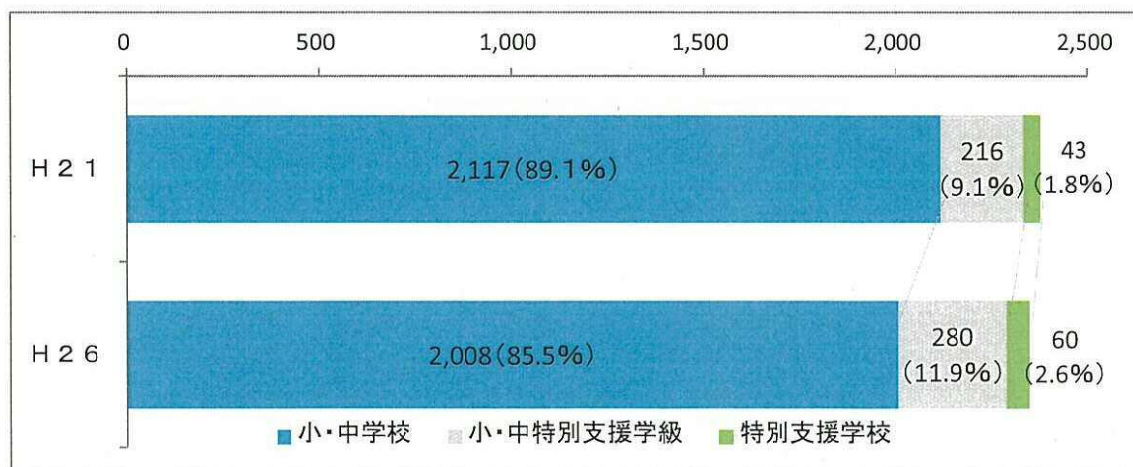 0 500 1,000 1,500 2,000 2,500
H21
2,117(89.1%)
216
(9.1%)
43
(1.8%)
H26
2,008(85.5%)
280
(11.9%)
60
(2.6%)
■小・中学校 ■小・中特別支援学級 ■特別支援学校